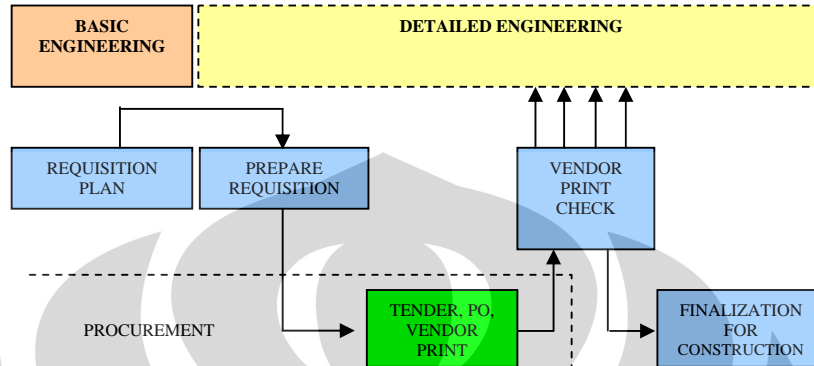 BASIC
ENGINEERING
DETAILED ENGINEERING
REQUISITION
PLAN
PREPARE
REQUISITION
VENDOR
PRINT
CHECK
PROCUREMENT
TENDER, PO,
VENDOR
PRINT
FINALIZATION
FOR
CONSTRUCTION